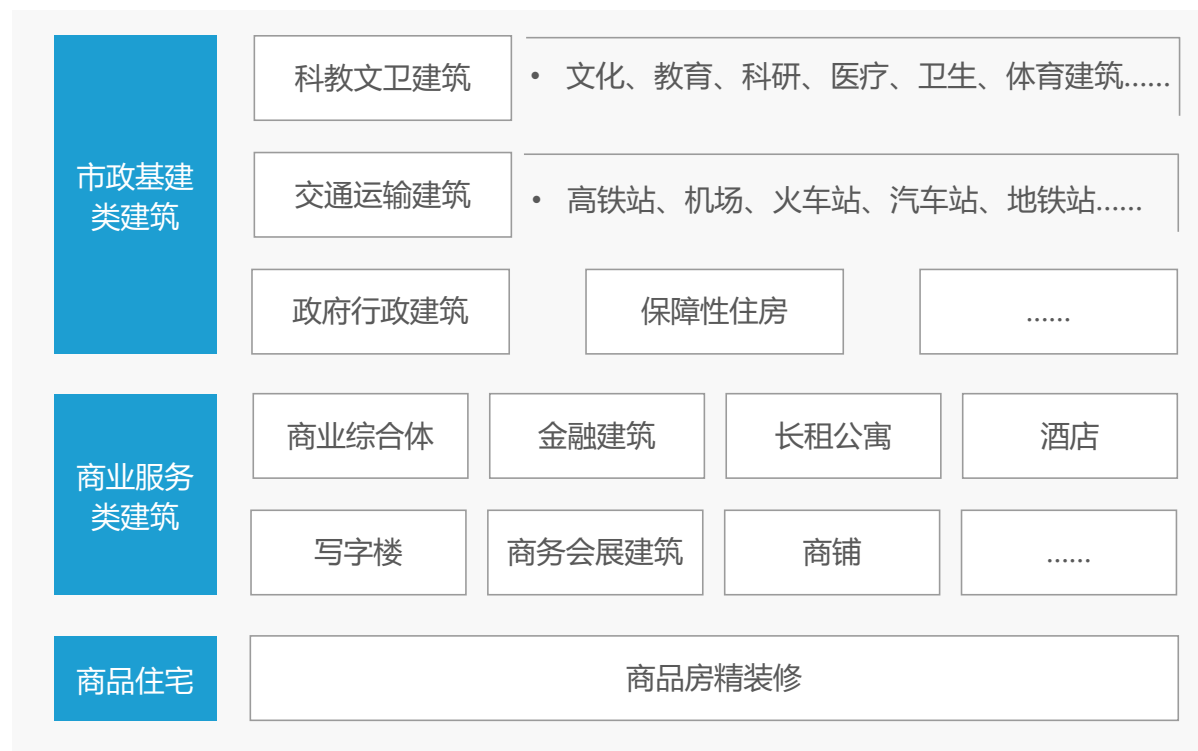 市政基建
类建筑
科教文卫建筑
• 文化、教育、科研、医疗、卫生、体育建筑......
交通运输建筑
• 高铁站、机场、火车站、汽车站、地铁站......
政府行政建筑
保障性住房
......
商业服务
类建筑
商业综合体
金融建筑
长租公寓
酒店
写字楼
商务会展建筑
商铺
......
商品住宅
商品房精装修